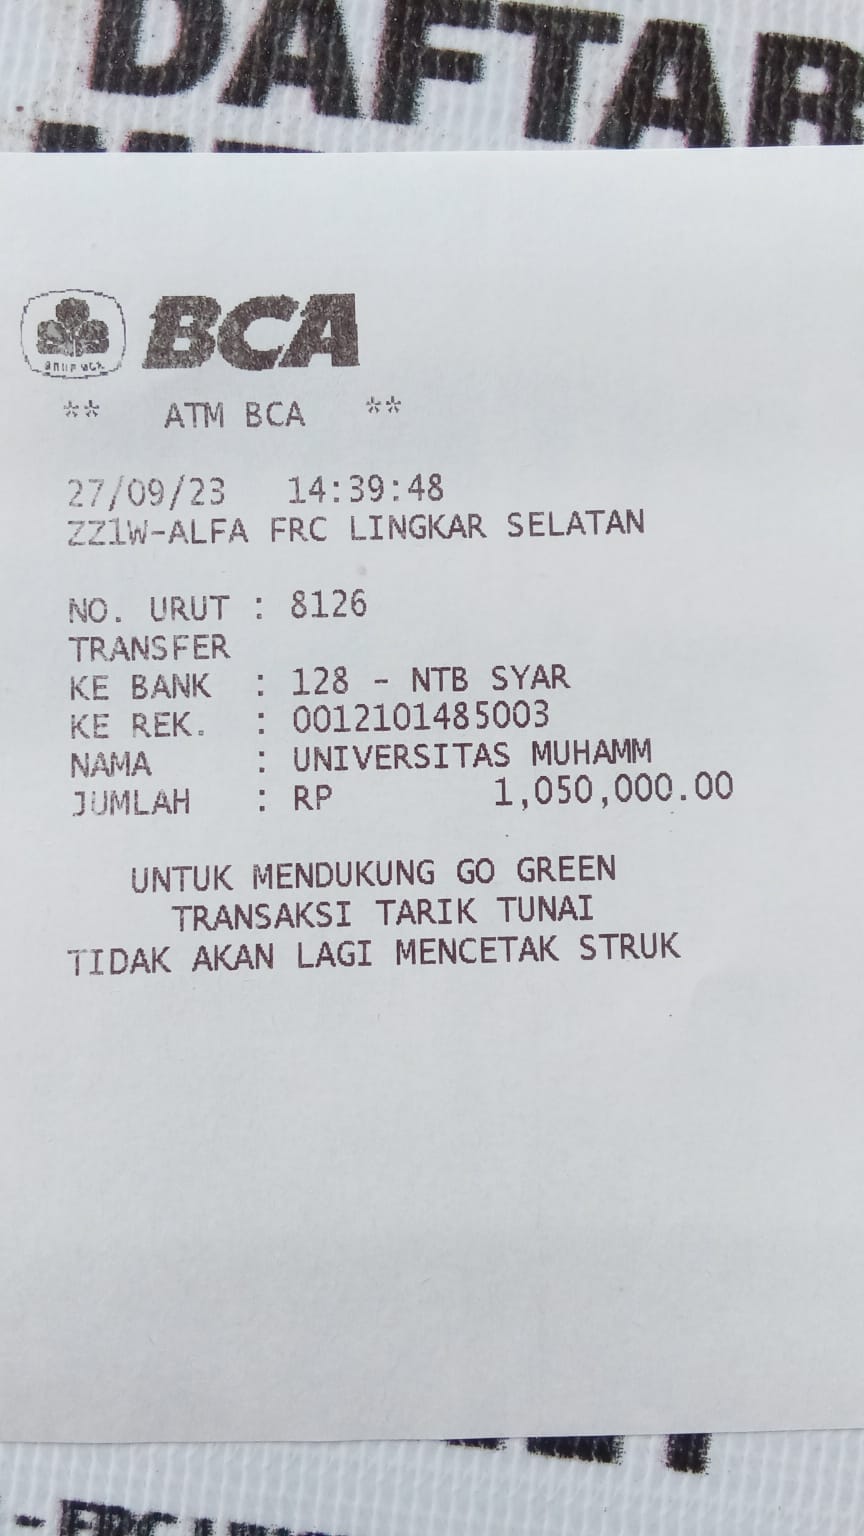 DAFTAR
BCA
** ATM BCA **
27/09/23 14:39:48
ZZ1W-ALFA FRC LINGKAR SELATAN
NO. URUT : 8126
TRANSFER
KE BANK : 128 - NTB SYAR
KE REK. : 0012101485003
NAMA : UNIVERSITAS MUHAMM
JUMLAH : RP 1,050,000.00
UNTUK MENDUKUNG GO GREEN
TRANSAKSI TARIK TUNAI
TIDAK AKAN LAGI MENCETAK STRUK